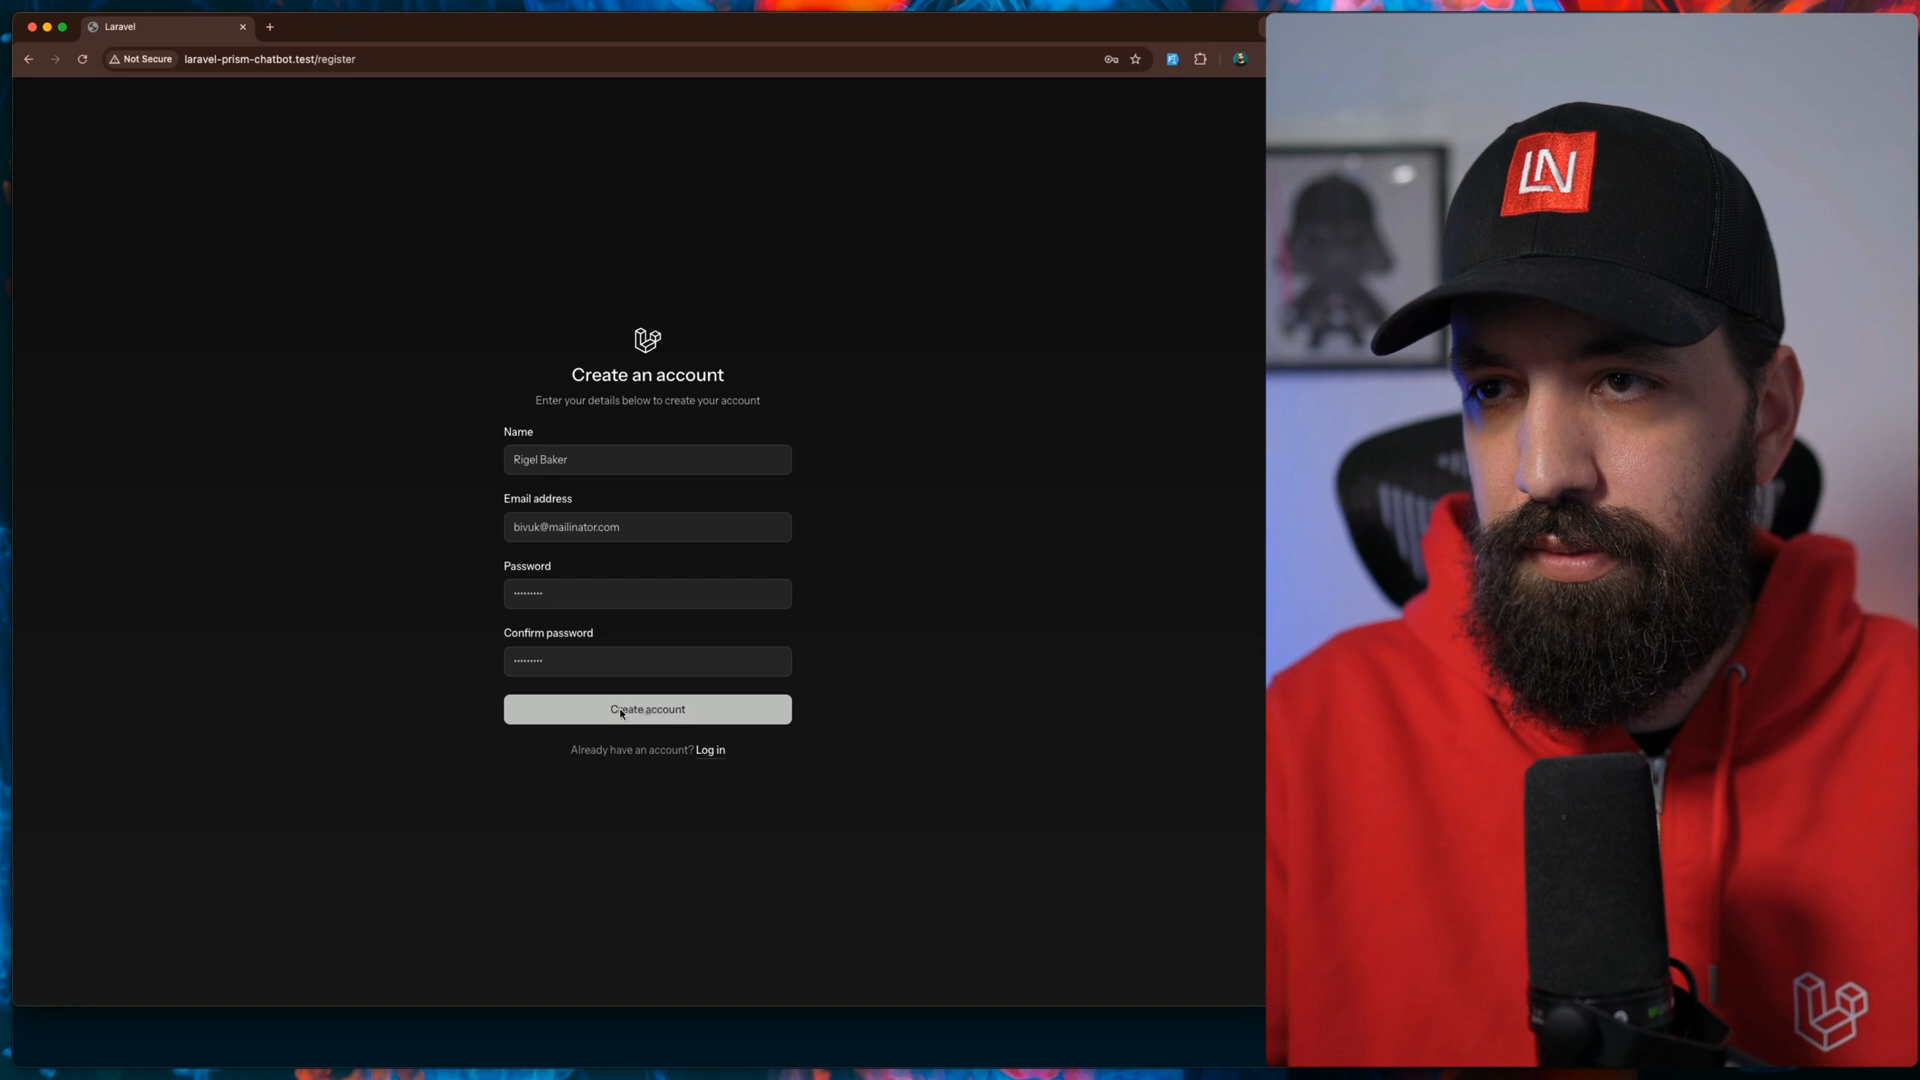 Laravel
Not Secure
laravel-prism-chatbot.test/register
LN
Create an account
Enter your details below to create your account
Name
Rigel Baker
Email address
bivuk@mailinator.com
Password
•••••••••
Confirm password
•••••••••
Create account
Already have an account? Log in